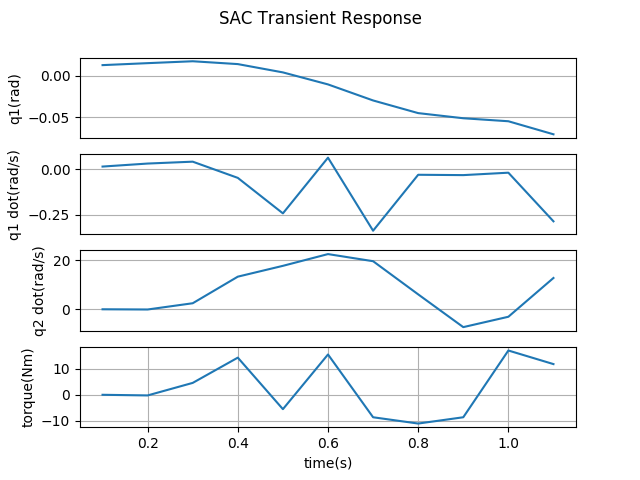 SAC Transient Response
q1(rad)
0.00
−0.05
q1 dot(rad/s)
0.00
−0.25
q2 dot(rad/s)
20
0
torque(Nm)
10
0
−10
0.2 0.4 0.6 0.8 1.0
time(s)